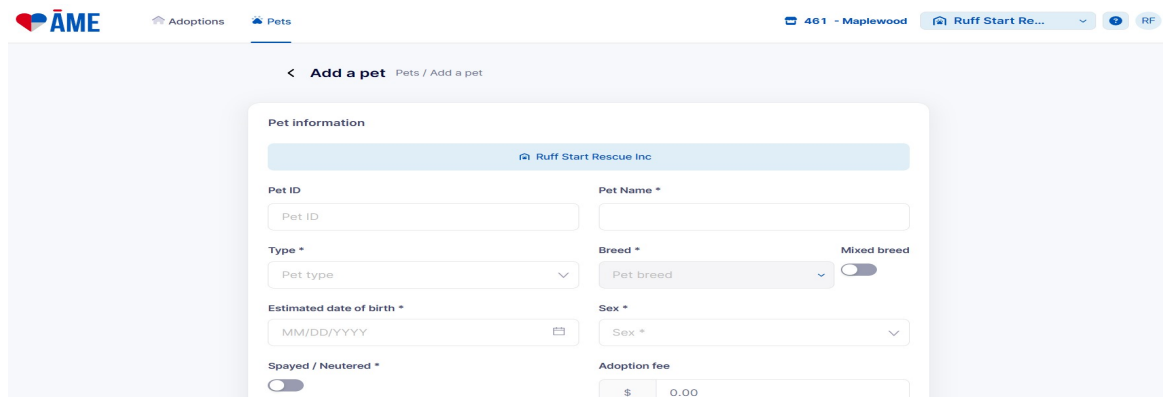 ĀME
Adoptions
Pets
461 - Maplewood
Ruff Start Re...
?
RF
< Add a pet Pets / Add a pet
Pet information
Ruff Start Rescue Inc
Pet ID
Pet Name *
Pet ID
Type *
Breed *
Mixed breed
Pet type
Pet breed
Estimated date of birth *
Sex *
MM/DD/YYYY
Sex *
Spayed / Neutered *
Adoption fee
$ 0.00